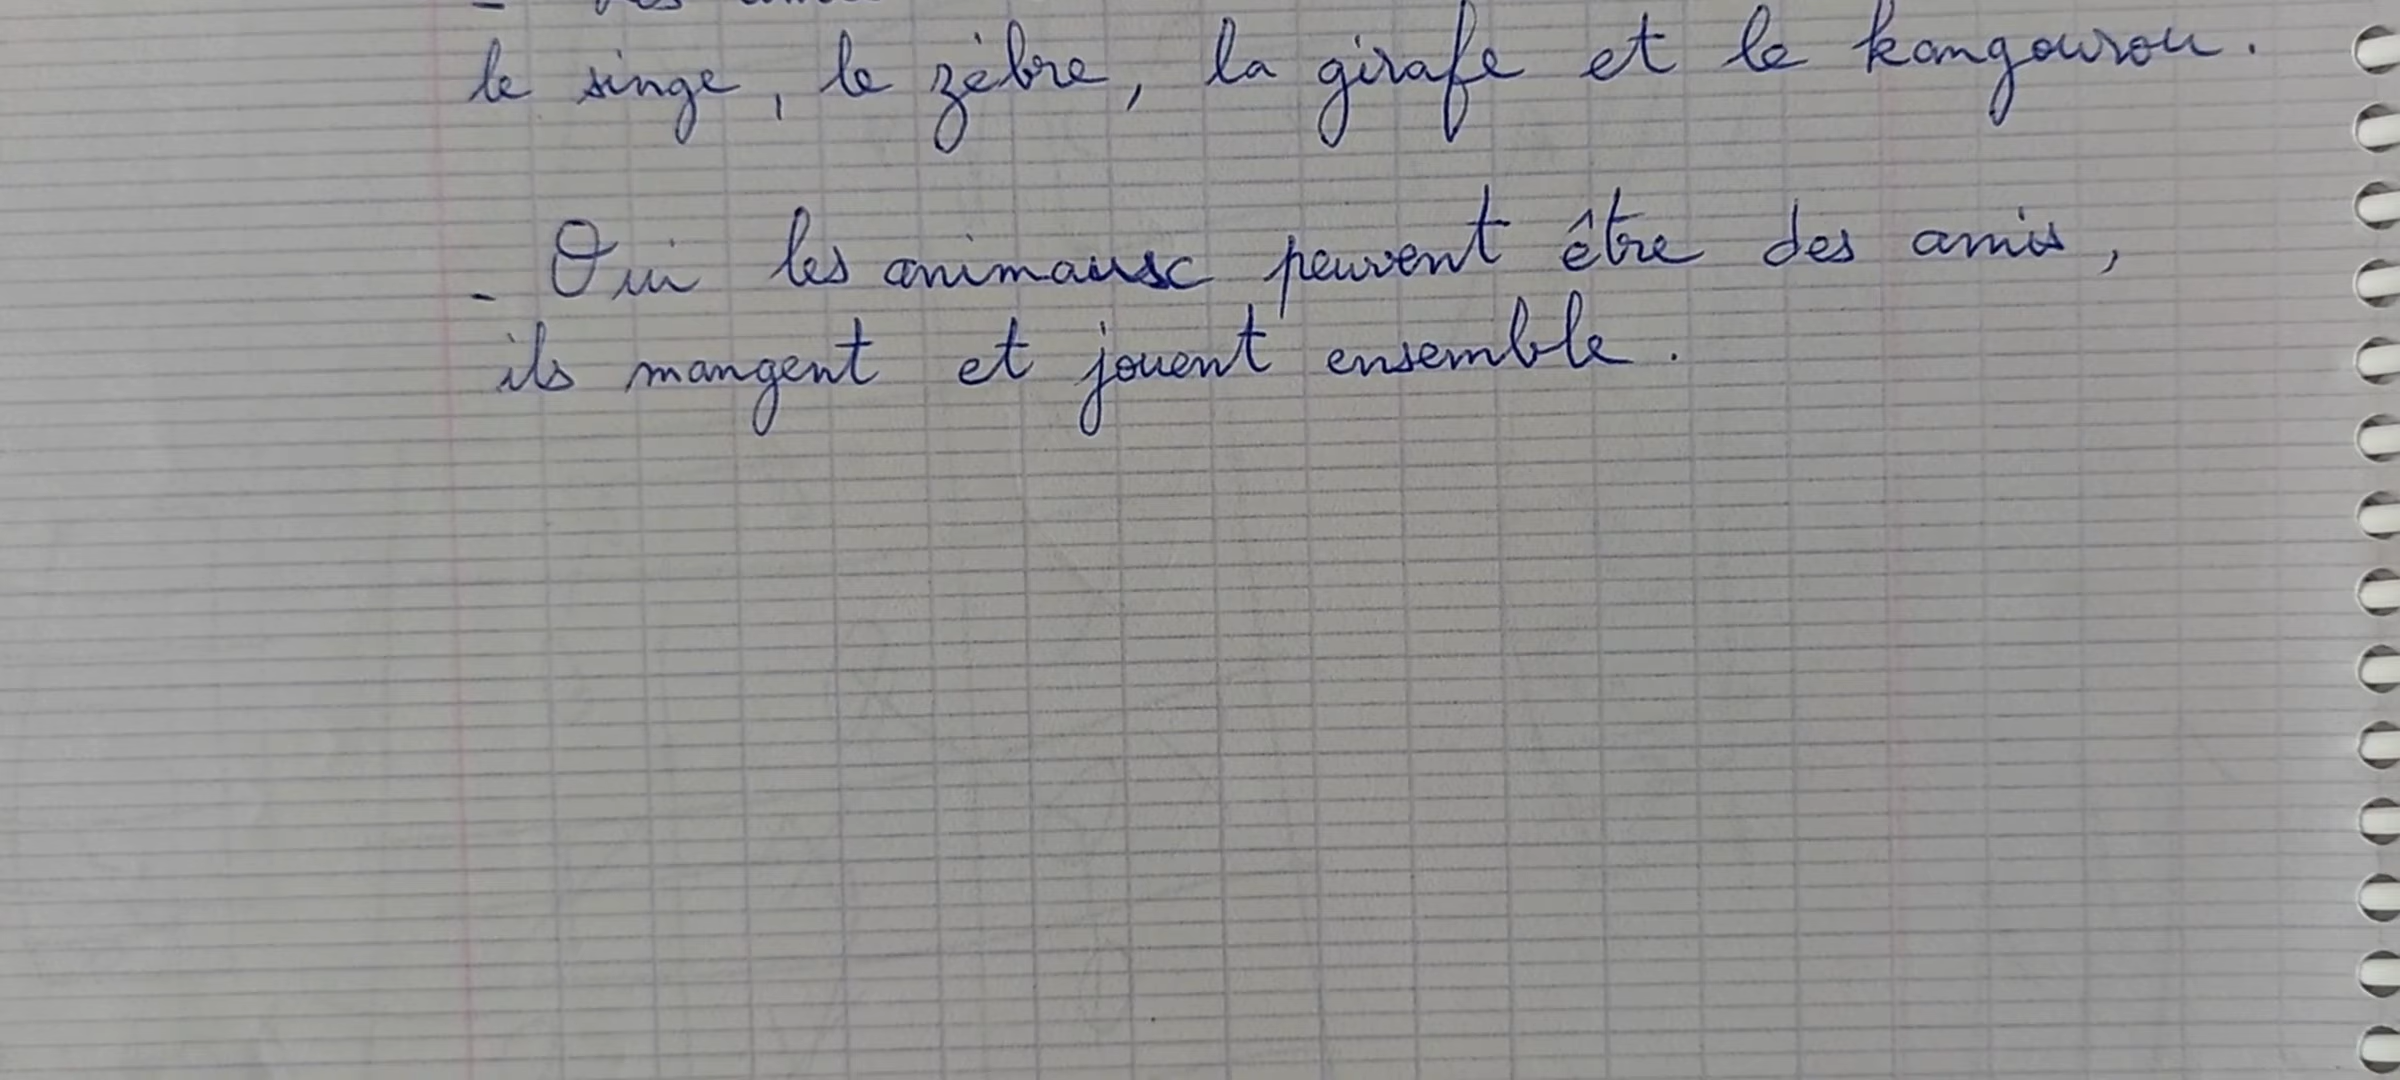 le singe, le zèbre, la girafe et le kangourou.
- Oui les animaux peuvent être des amis,
ils mangent et jouent ensemble.